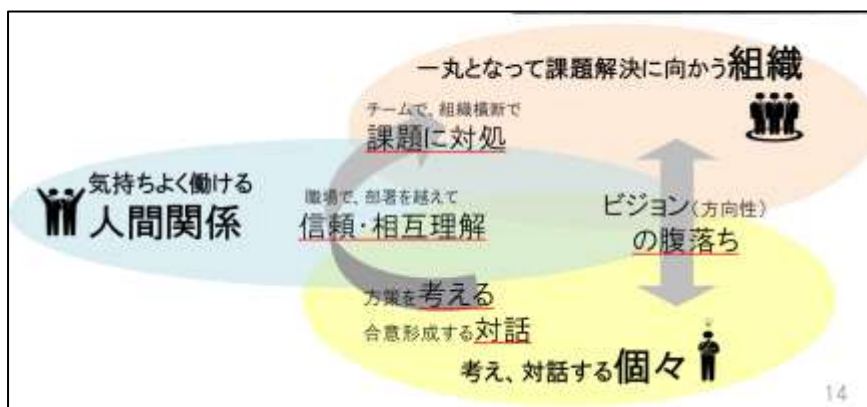 一丸となって課題解決に向かう組織
チームで、組織横断で
課題に対処
気持ちよく働ける
人間関係
職場で、部署を越えて
信頼・相互理解
ビジョン(方向性)
の腹落ち
方策を考える
合意形成する対話
考え、対話する個々
14